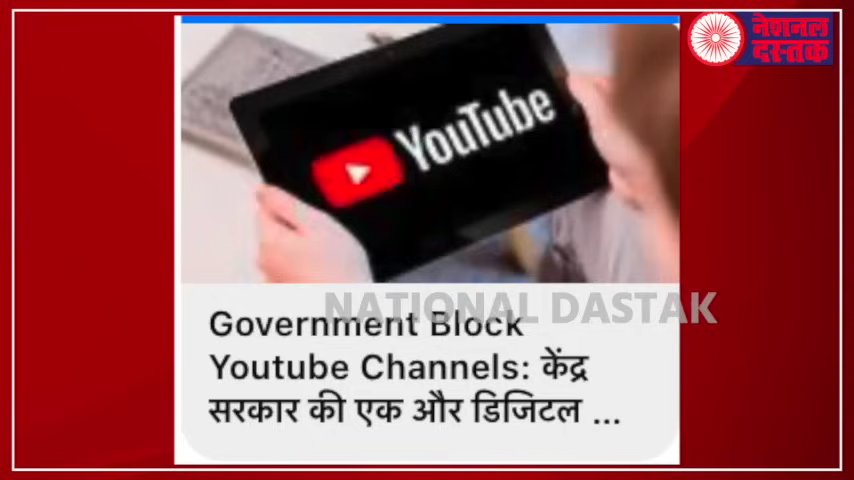 नेशनल
दस्तक
YouTube
NATIONAL DASTAK
Government Block
Youtube Channels: केंद्र
सरकार की एक और डिजिटल ...